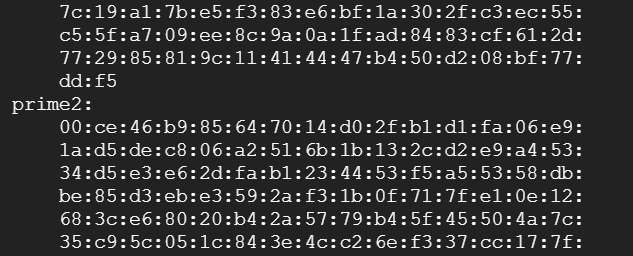 7c:19:a1:7b:e5:f3:83:e6:bf:1a:30:2f:c3:ec:55:
c5:5f:a7:09:ee:8c:9a:0a:1f:ad:84:83:cf:61:2d:
77:29:85:81:9c:11:41:44:47:b4:50:d2:08:bf:77:
dd:f5
prime2:
00:ce:46:b9:85:64:70:14:d0:2f:b1:d1:fa:06:e9:
1a:d5:de:c8:06:a2:51:6b:1b:13:2c:d2:e9:a4:53:
34:d5:e3:e6:2d:fa:b1:23:44:53:f5:a5:53:58:db:
be:85:d3:eb:e3:59:2a:f3:1b:0f:71:7f:e1:0e:12:
68:3c:e6:80:20:b4:2a:57:79:b4:5f:45:50:4a:7c:
35:c9:5c:05:1c:84:3e:4c:c2:6e:f3:37:cc:17:7f: